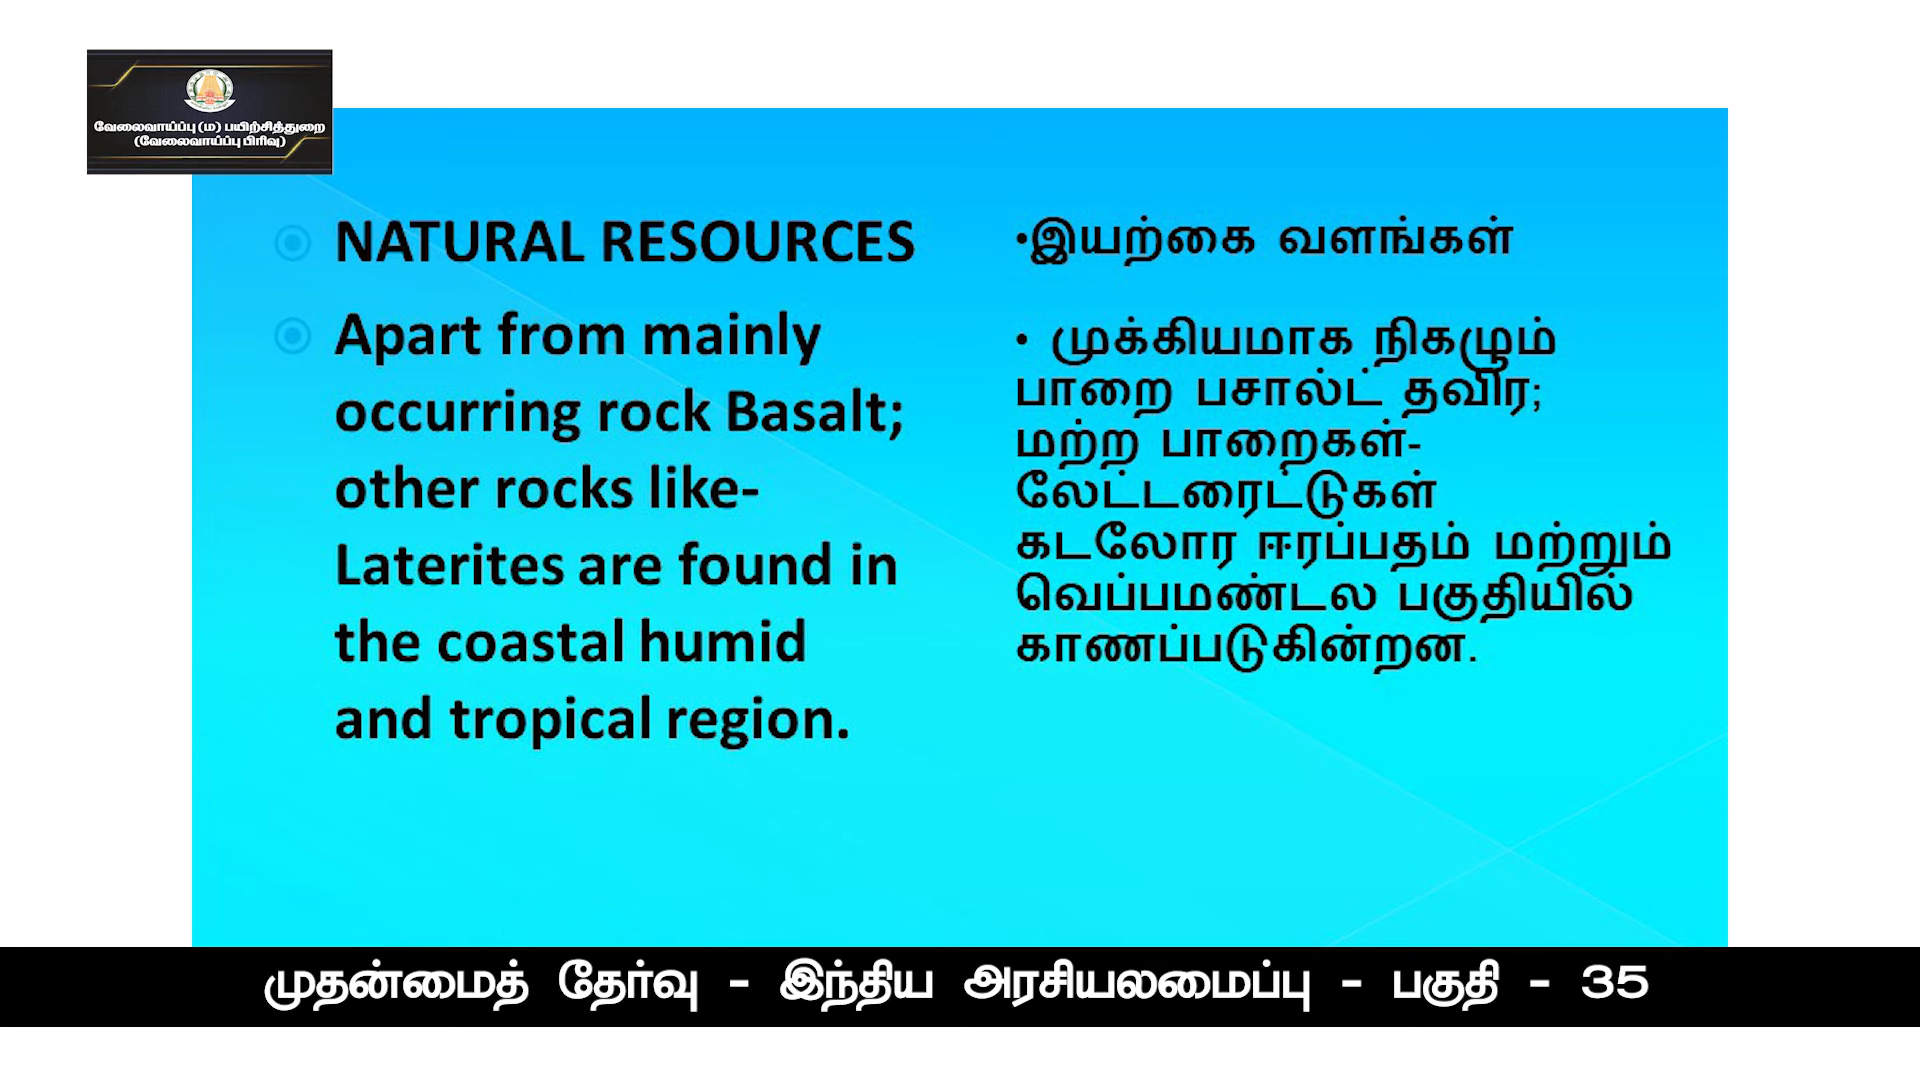 வேலைவாய்ப்பு (ம) பயிற்சித்துறை
(வேலைவாய்ப்பு பிரிவு)
NATURAL RESOURCES
Apart from mainly
occurring rock Basalt;
other rocks like-
Laterites are found in
the coastal humid
and tropical region.
•இயற்கை வளங்கள்
• முக்கியமாக நிகழும்
பாறை பசால்ட் தவிர;
மற்ற பாறைகள்-
லேட்டரைட்டுகள்
கடலோர ஈரப்பதம் மற்றும்
வெப்பமண்டல பகுதியில்
காணப்படுகின்றன.
முதன்மைத் தேர்வு - இந்திய அரசியலமைப்பு - பகுதி - 35